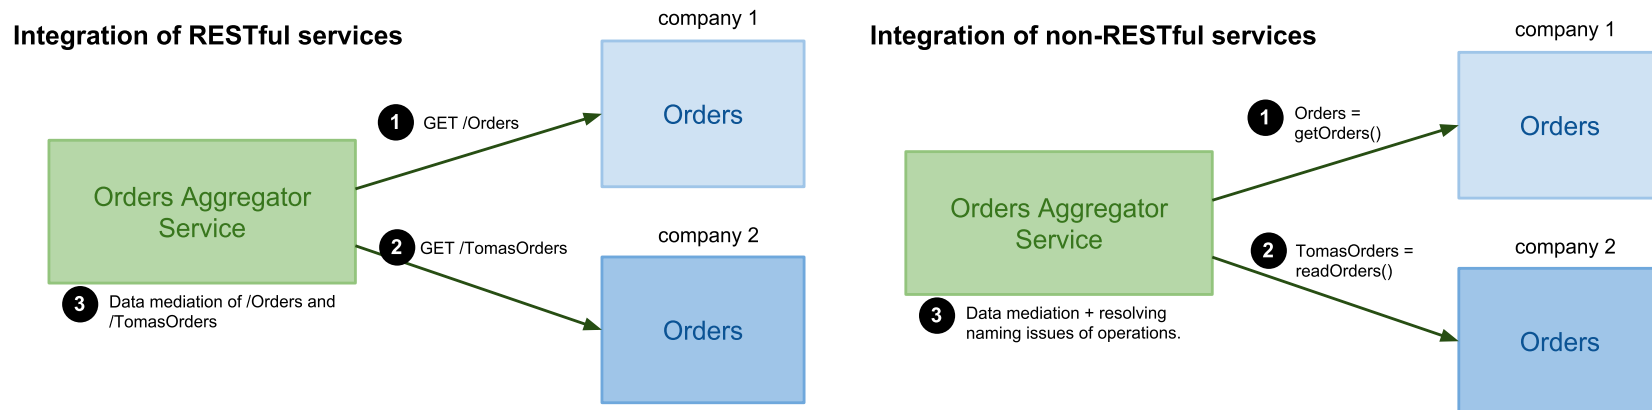 Integration of RESTful services
company 1
Orders
1
GET /Orders
Orders Aggregator
Service
2
GET /TomasOrders
company 2
Orders
3
Data mediation of /Orders and
/TomasOrders
Integration of non-RESTful services
company 1
Orders
1
Orders =
getOrders()
Orders Aggregator
Service
2
TomasOrders =
readOrders()
company 2
Orders
3
Data mediation + resolving
naming issues of operations.